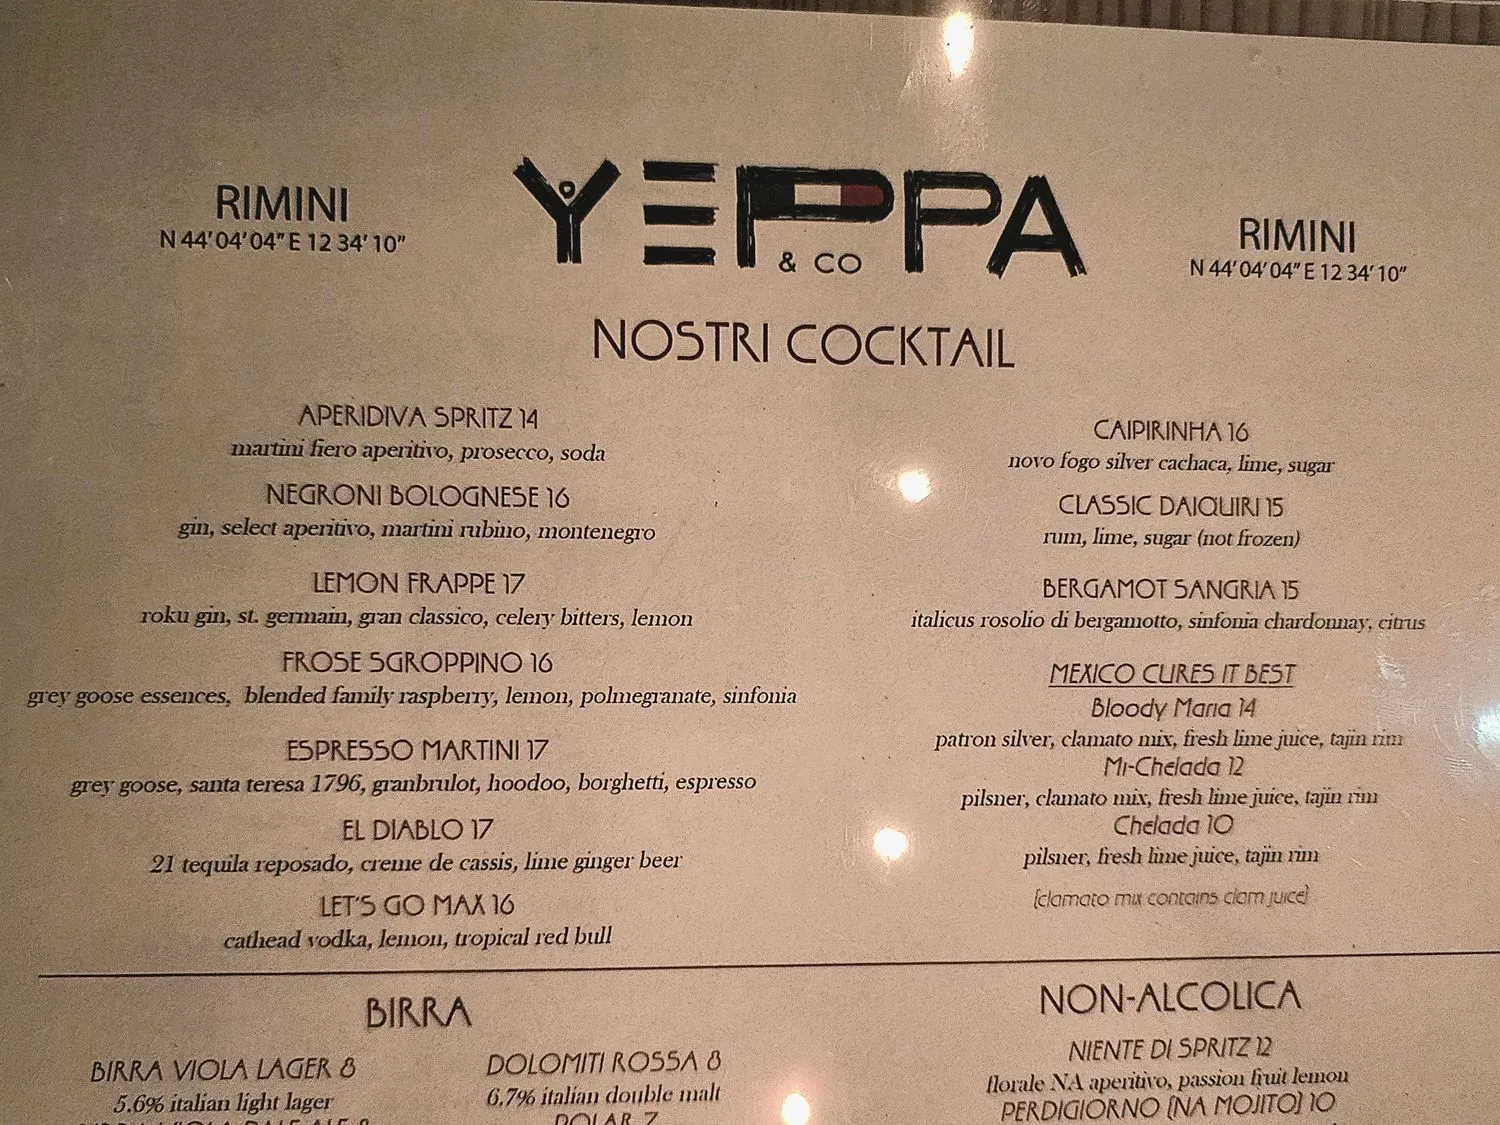 RIMINI
N 44'04'04" E 12 34'10"
YEPPA
& CO
RIMINI
N 44'04'04" E 12 34'10"
NOSTRI COCKTAIL
APERIDIVA SPRITZ 14
martini fiero aperitivo, prosecco, soda
NEGRONI BOLOGNESE 16
gin, select aperitivo, martini rubino, montenegro
LEMON FRAPPE 17
roku gin, st. germain, gran classico, celery bitters, lemon
FROSE SGROPPINO 16
grey goose essences, blended family raspberry, lemon, polmegranate, sinfonia
ESPRESSO MARTINI 17
grey goose, santa teresa 1796, granbrulot, hoodoo, borghetti, espresso
EL DIABLO 17
21 tequila reposado, creme de cassis, lime ginger beer
LET'S GO MAX 16
cathead vodka, lemon, tropical red bull
CAIPIRINHA 16
novo fogo silver cachaca, lime, sugar
CLASSIC DAIQUIRI 15
rum, lime, sugar (not frozen)
BERGAMOT SANGRIA 15
italicus rosolio di bergamotto, sinfonia chardonnay, citrus
MEXICO CURES IT BEST
Bloody Maria 14
patron silver, clamato mix, fresh lime juice, tajin rim
Mi-Chelada 12
pilsner, clamato mix, fresh lime juice, tajin rim
Chelada 10
pilsner, fresh lime juice, tajin rim
(clamato mix contains clam juice)
BIRRA
BIRRA VIOLA LAGER 8
5.6% italian light lager
BIRRA VIOLA PALE ALE 8
DOLOMITI ROSSA 8
6.7% italian double malt
POLAR 7
NON-ALCOLICA
NIENTE DI SPRITZ 12
florale NA aperitivo, passion fruit lemon
PERDIGIORNO (NA MOJITO) 10